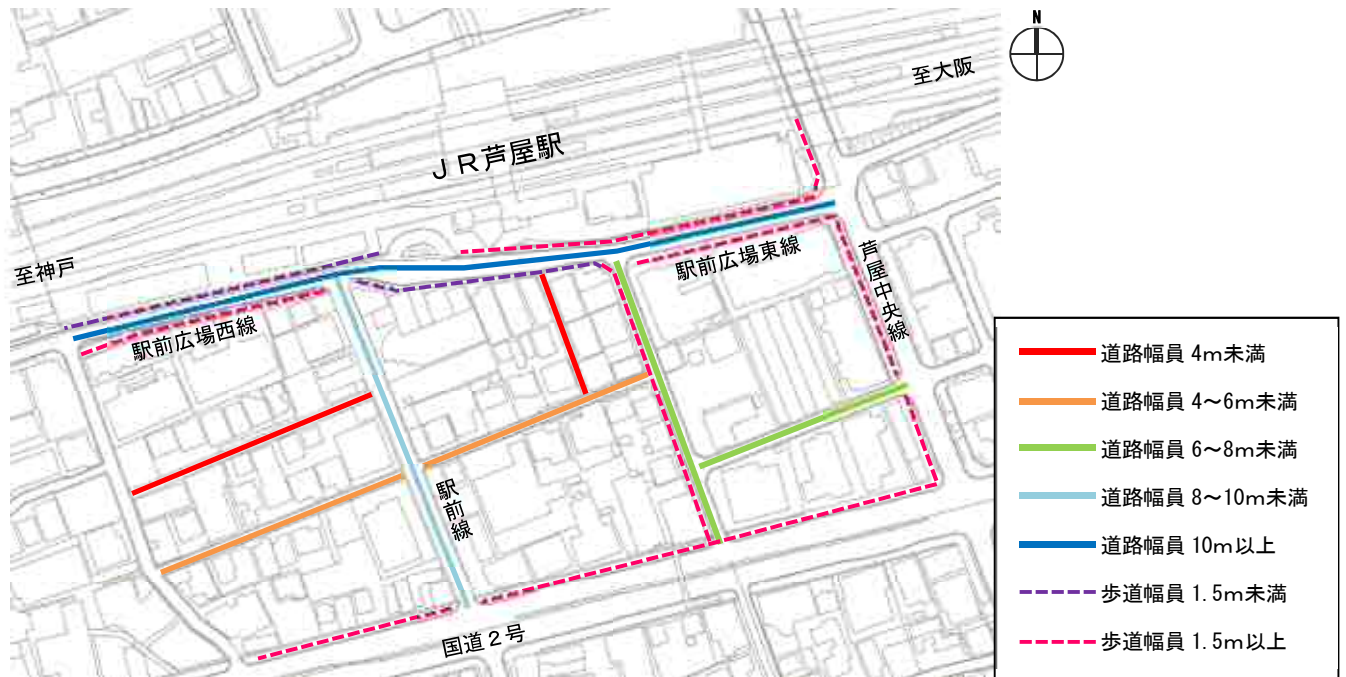 N
至大阪
ＪＲ芦屋駅
至神戸
駅前広場東線
芦屋中央線
駅前広場西線
駅前線
国道２号
道路幅員 4ｍ未満
道路幅員 4～6ｍ未満
道路幅員 6～8ｍ未満
道路幅員 8～10ｍ未満
道路幅員 10ｍ以上
歩道幅員 1.5ｍ未満
歩道幅員 1.5ｍ以上